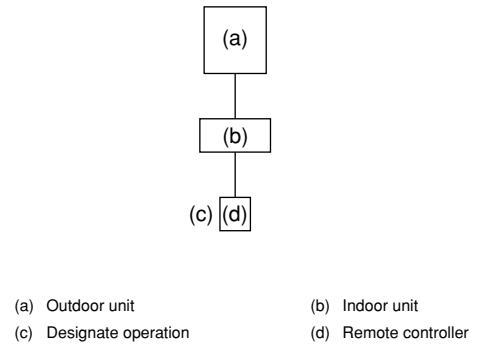 (a)
(b)
(c) (d)
(a) Outdoor unit (b) Indoor unit
(c) Designate operation (d) Remote controller